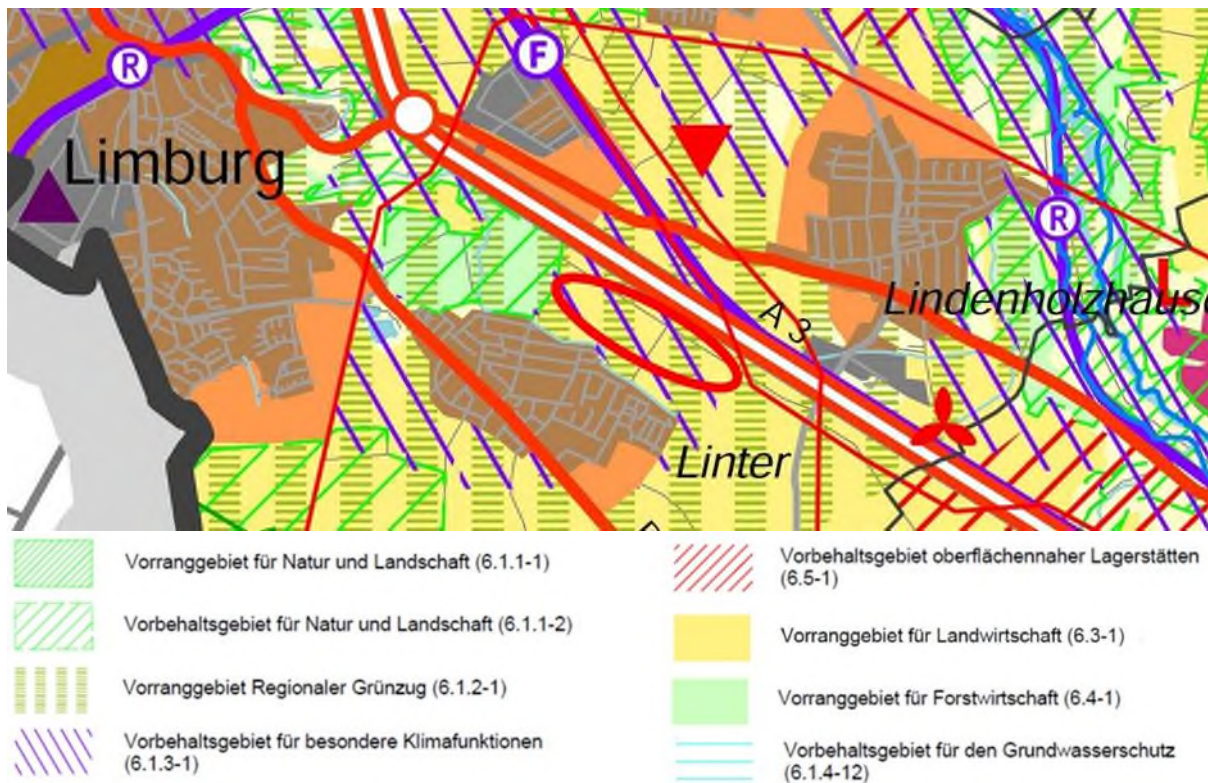 R
F
Limburg
R
A 3
L
Lindenholzhause
Linter
Vorranggebiet für Natur und Landschaft (6.1.1-1)
Vorbehaltsgebiet für Natur und Landschaft (6.1.1-2)
Vorranggebiet Regionaler Grünzug (6.1.2-1)
Vorbehaltsgebiet für besondere Klimafunktionen
(6.1.3-1)
Vorbehaltsgebiet oberflächennaher Lagerstätten
(6.5-1)
Vorranggebiet für Landwirtschaft (6.3-1)
Vorranggebiet für Forstwirtschaft (6.4-1)
Vorbehaltsgebiet für den Grundwasserschutz
(6.1.4-12)